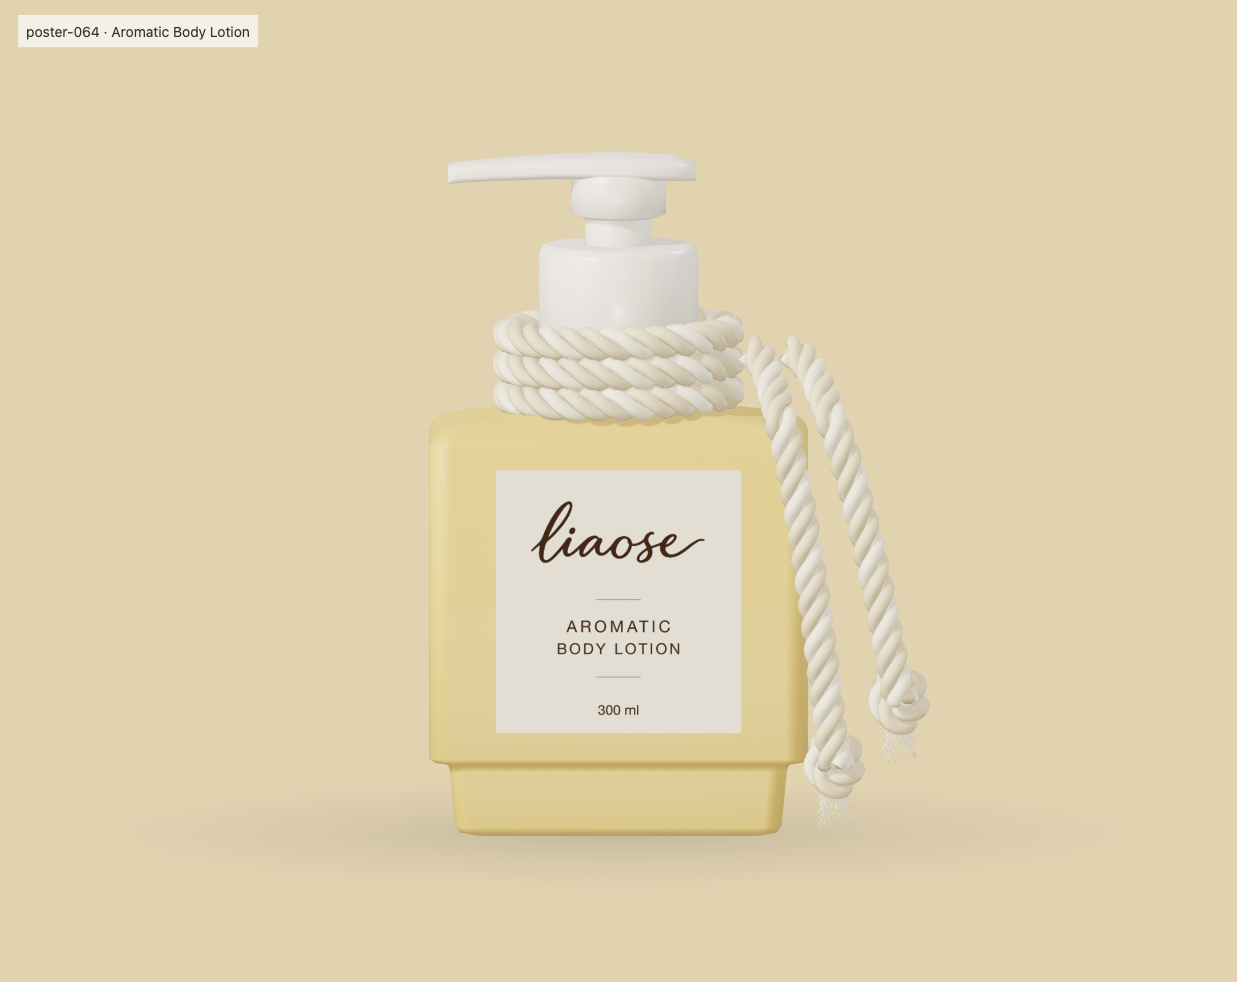 poster-064 · Aromatic Body Lotion
liaose
AROMATIC
BODY LOTION
300 ml